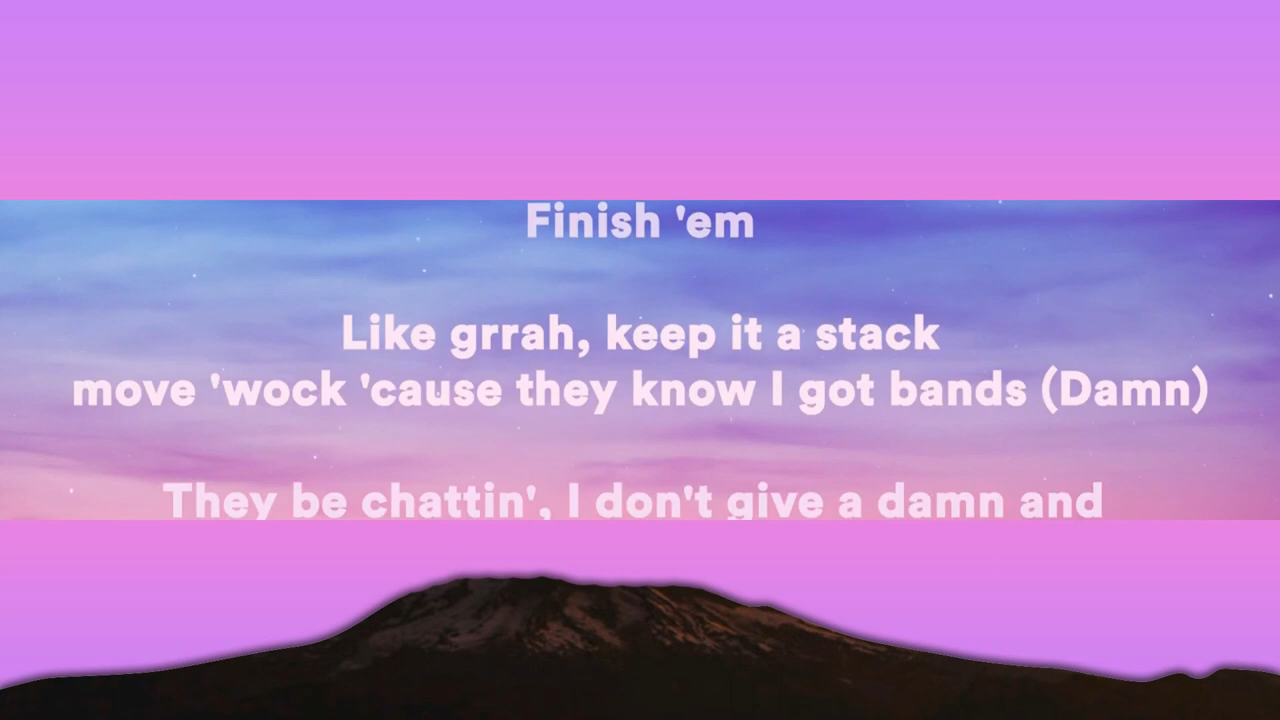 Finish 'em
Like grrah, keep it a stack
move 'wock 'cause they know I got bands (Damn)
They be chattin', I don't give a damn and